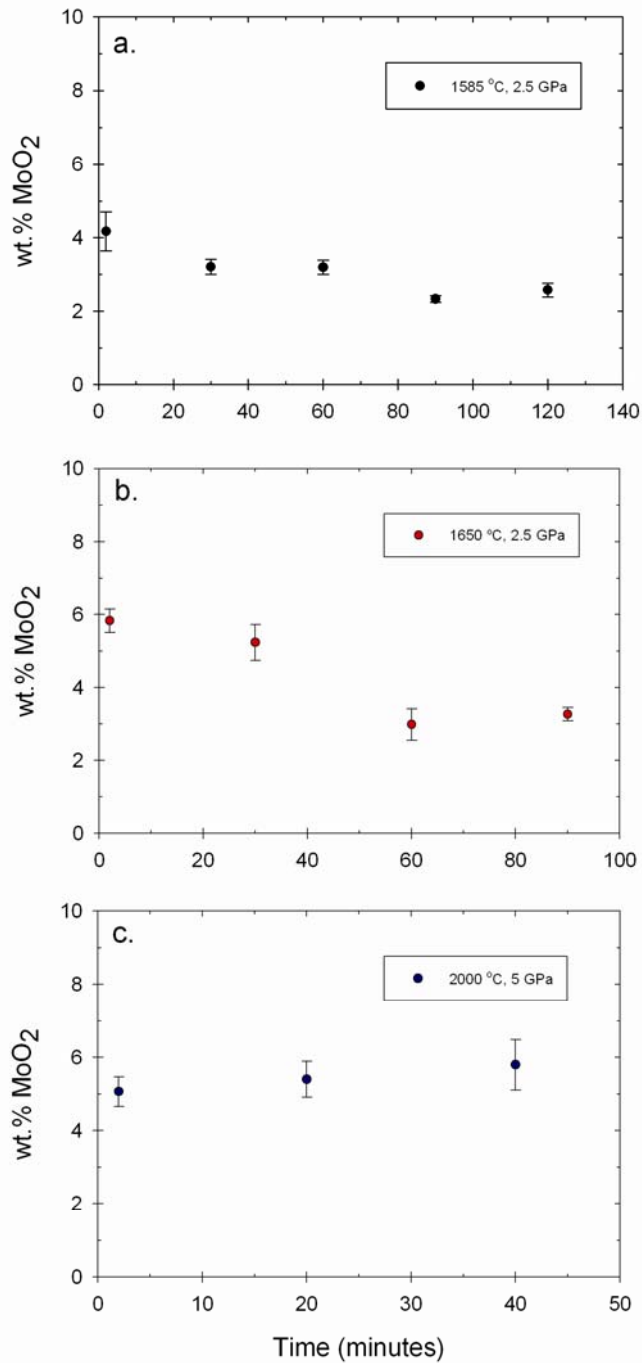 a.
1585 °C, 2.5 GPa
wt.% MoO₂
10
8
6
4
2
0
0 20 40 60 80 100 120 140
b.
1650 °C, 2.5 GPa
wt.% MoO₂
10
8
6
4
2
0
0 20 40 60 80 100
c.
2000 °C, 5 GPa
wt.% MoO₂
10
8
6
4
2
0
0 10 20 30 40 50
Time (minutes)